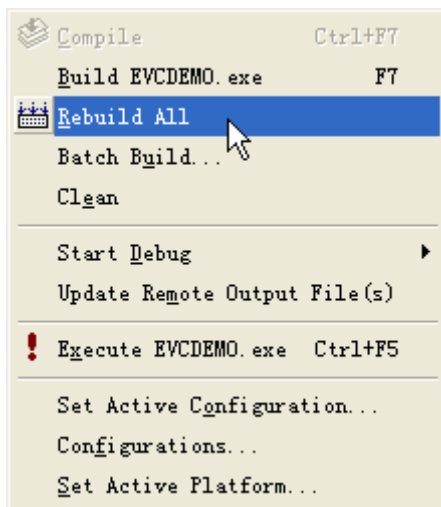 Compile Ctrl+F7
Build EVCDEMO.exe F7
Rebuild All
Batch Build...
Clean
Start Debug
Update Remote Output File(s)
Execute EVCDEMO.exe Ctrl+F5
Set Active Configuration...
Configurations...
Set Active Platform...